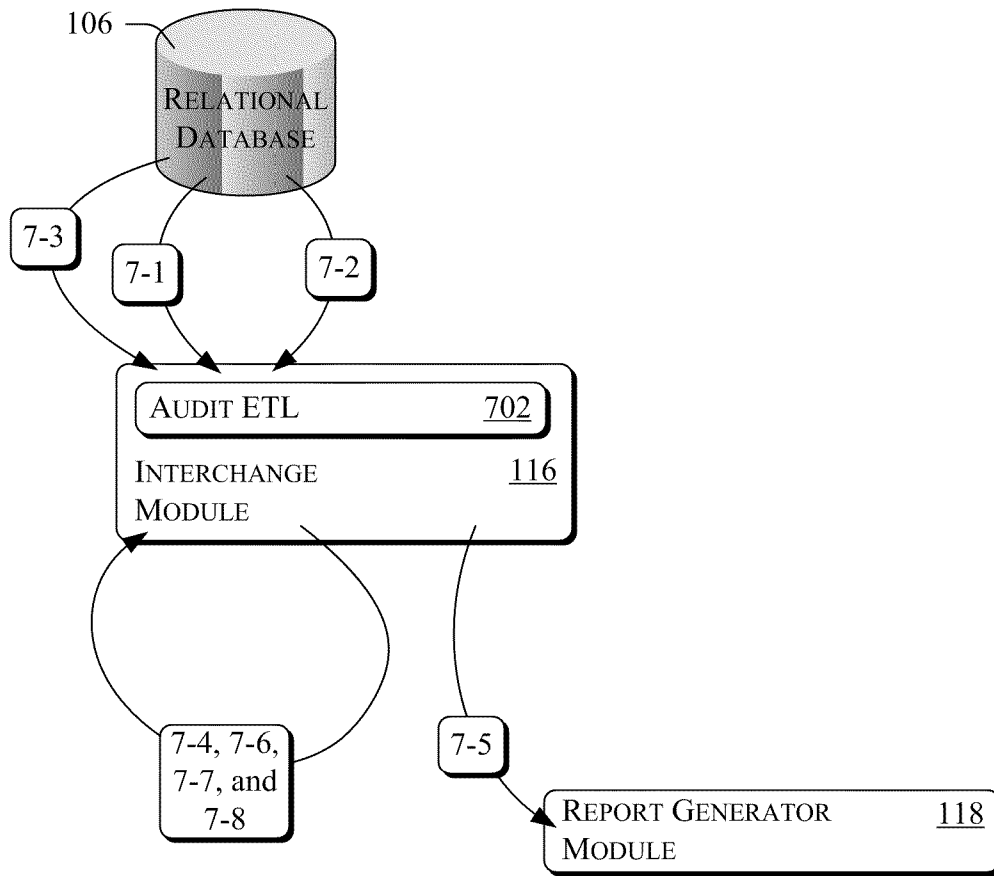 106
RELATIONAL
DATABASE
7-3
7-1
7-2
AUDIT ETL 702
INTERCHANGE 116
MODULE
7-4, 7-6,
7-7, and
7-8
7-5
REPORT GENERATOR 118
MODULE